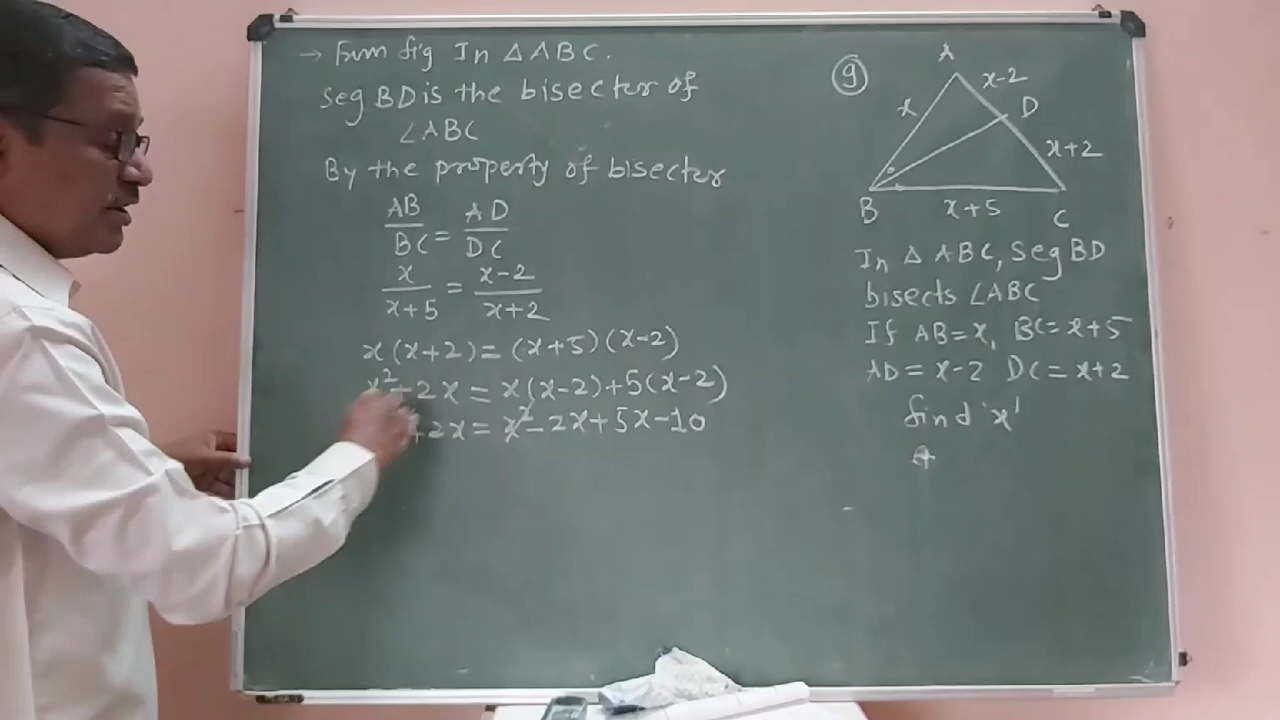 → From fig In △ABC.
seg BD is the bisector of
∠ABC
By the property of bisector
AB/BC = AD/DC
x/x+5 = x-2/x+2
x(x+2) = (x+5)(x-2)
x²+2x = x(x-2)+5(x-2)
+2x = x²-2x+5x-10
9
A
x-2
x
D
x+2
B
x+5
C
In △ ABC, seg BD
bisects ∠ABC
If AB=x, BC=x+5
AD=x-2 DC=x+2
find 'x'